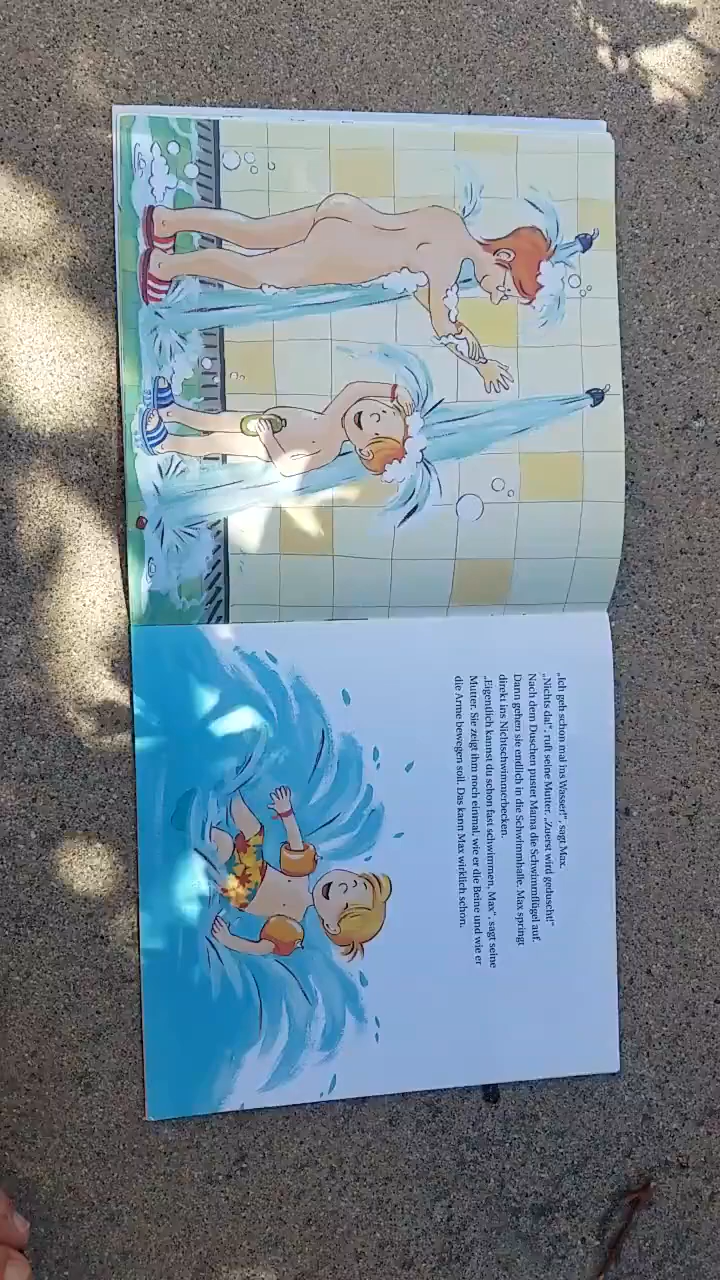 „Ich geh schon mal ins Wasser!“, sagt Max.
„Nichts da!“, ruft seine Mutter. „Zuerst wird geduscht!“
Nach dem Duschen pustet Mama die Schwimmflügel auf.
Dann gehen sie endlich in die Schwimmhalle. Max springt
direkt ins Nichtschwimmerbecken.
„Eigentlich kannst du schon fast schwimmen, Max“, sagt seine
Mutter. Sie zeigt ihm noch einmal, wie er die Beine und wie er
die Arme bewegen soll. Das kann Max wirklich schon.